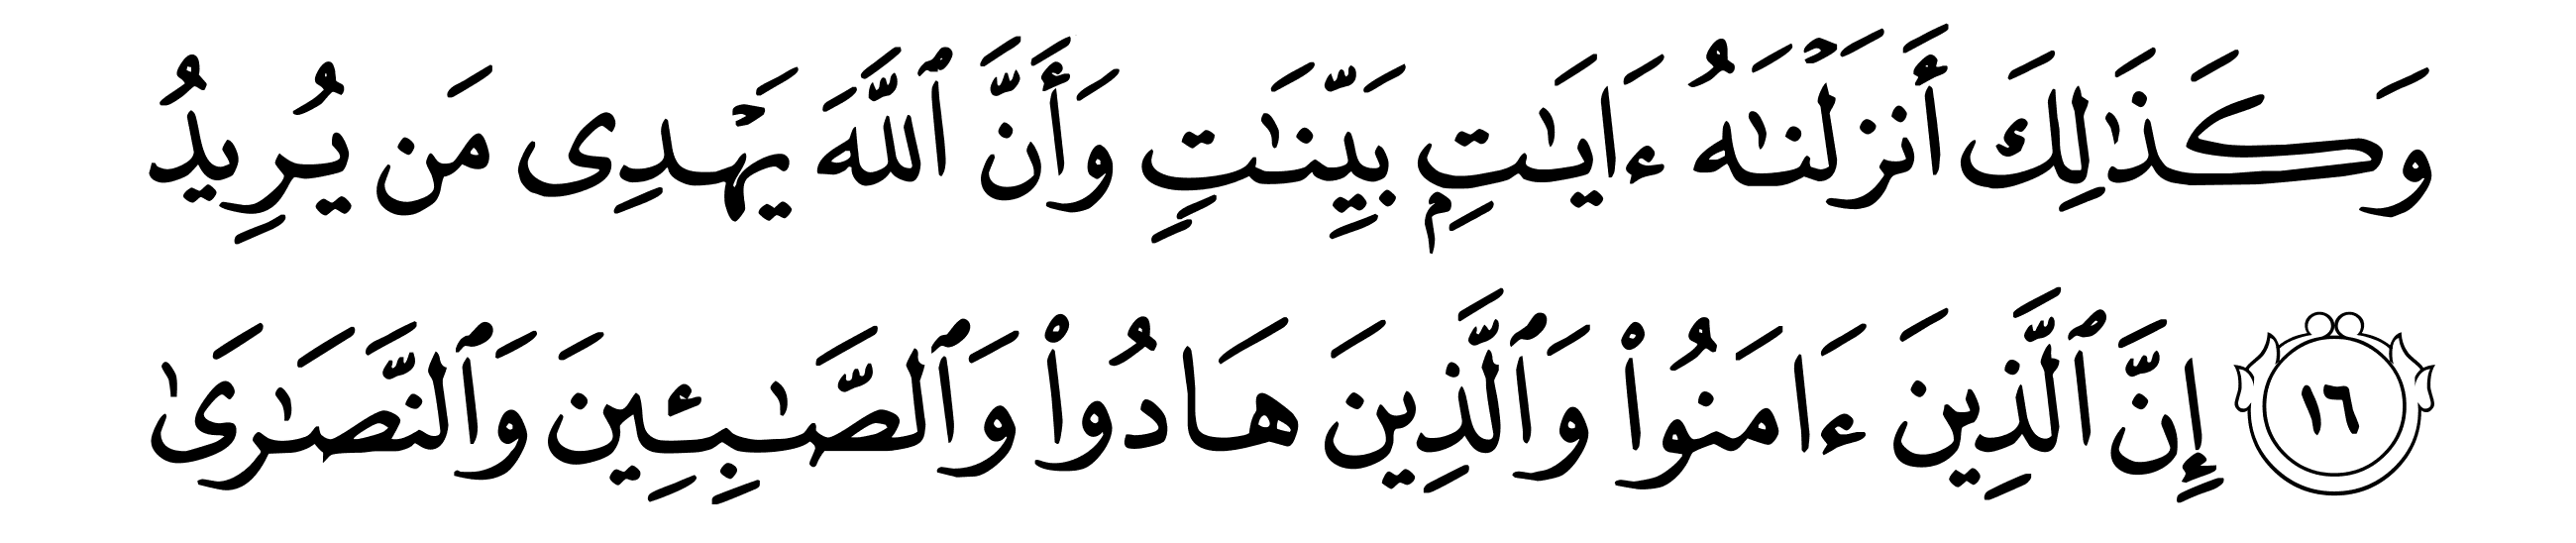 وَكَذَٰلِكَ أَنزَلْنَـٰهُ ءَايَـٰتٍۭ بَيِّنَـٰتٍ وَأَنَّ ٱللَّهَ يَهْدِى مَن يُرِيدُ
١٦ إِنَّ ٱلَّذِينَ ءَامَنُوا۟ وَٱلَّذِينَ هَادُوا۟ وَٱلصَّـٰبِـِٔينَ وَٱلنَّصَـٰرَىٰ